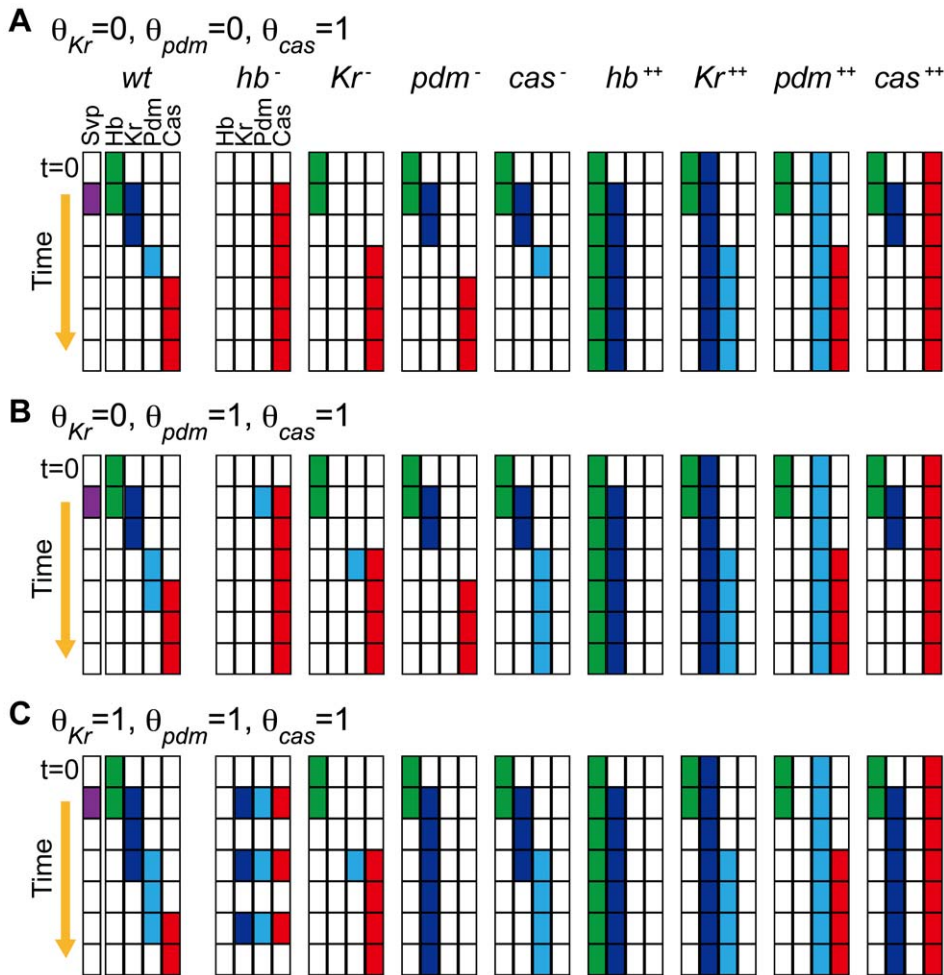 A θKr=0, θpdm=0, θcas=1
wt hb- Kr- pdm- cas- hb++ Kr++ pdm++ cas++
Svp Hb Kr Pdm Cas Hb Kr Pdm Cas
t=0
Time
B θKr=0, θpdm=1, θcas=1
t=0
Time
C θKr=1, θpdm=1, θcas=1
t=0
Time